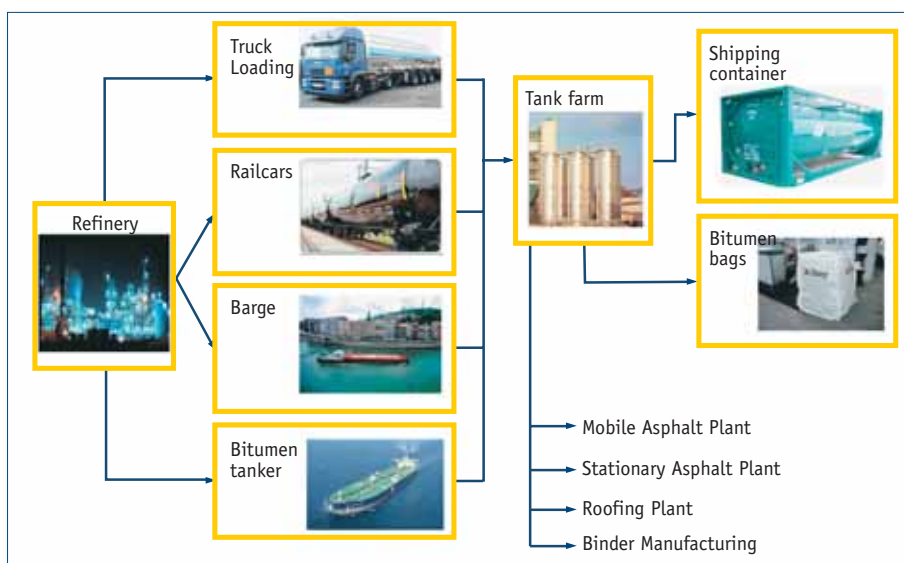 Truck
Loading
Railcars
Refinery
Barge
Bitumen
tanker
Tank farm
Shipping
container
Bitumen
bags
Mobile Asphalt Plant
Stationary Asphalt Plant
Roofing Plant
Binder Manufacturing